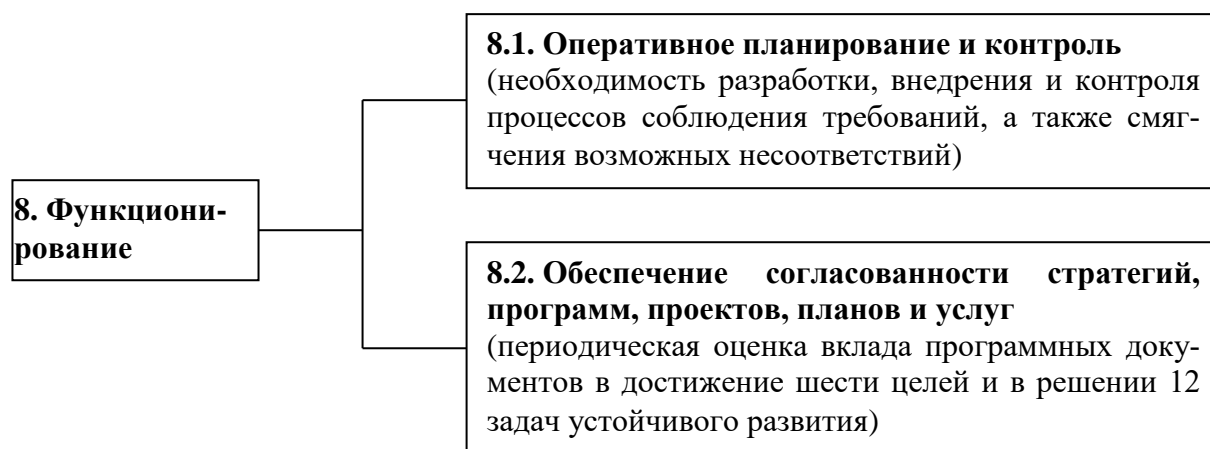 8. Функциони-
рование
8.1. Оперативное планирование и контроль
(необходимость разработки, внедрения и контроля
процессов соблюдения требований, а также смяг-
чения возможных несоответствий)
8.2. Обеспечение согласованности стратегий,
программ, проектов, планов и услуг
(периодическая оценка вклада программных доку-
ментов в достижение шести целей и в решении 12
задач устойчивого развития)